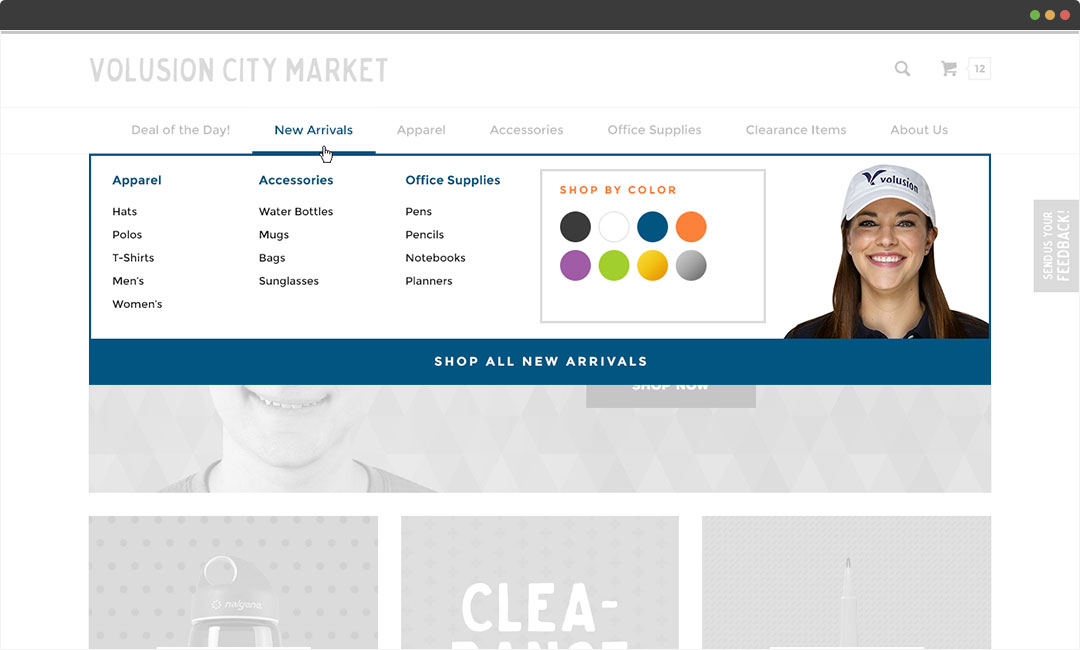 VOLUSION CITY MARKET
12
Deal of the Day!
New Arrivals
Apparel
Accessories
Office Supplies
Clearance Items
About Us
Apparel
Hats
Polos
T-Shirts
Men's
Women's
Accessories
Water Bottles
Mugs
Bags
Sunglasses
Office Supplies
Pens
Pencils
Notebooks
Planners
SHOP BY COLOR
volusion
SEND US YOUR
FEEDBACK!
SHOP ALL NEW ARRIVALS
SHOP NOW
nalgene
CLEA-
RANCE